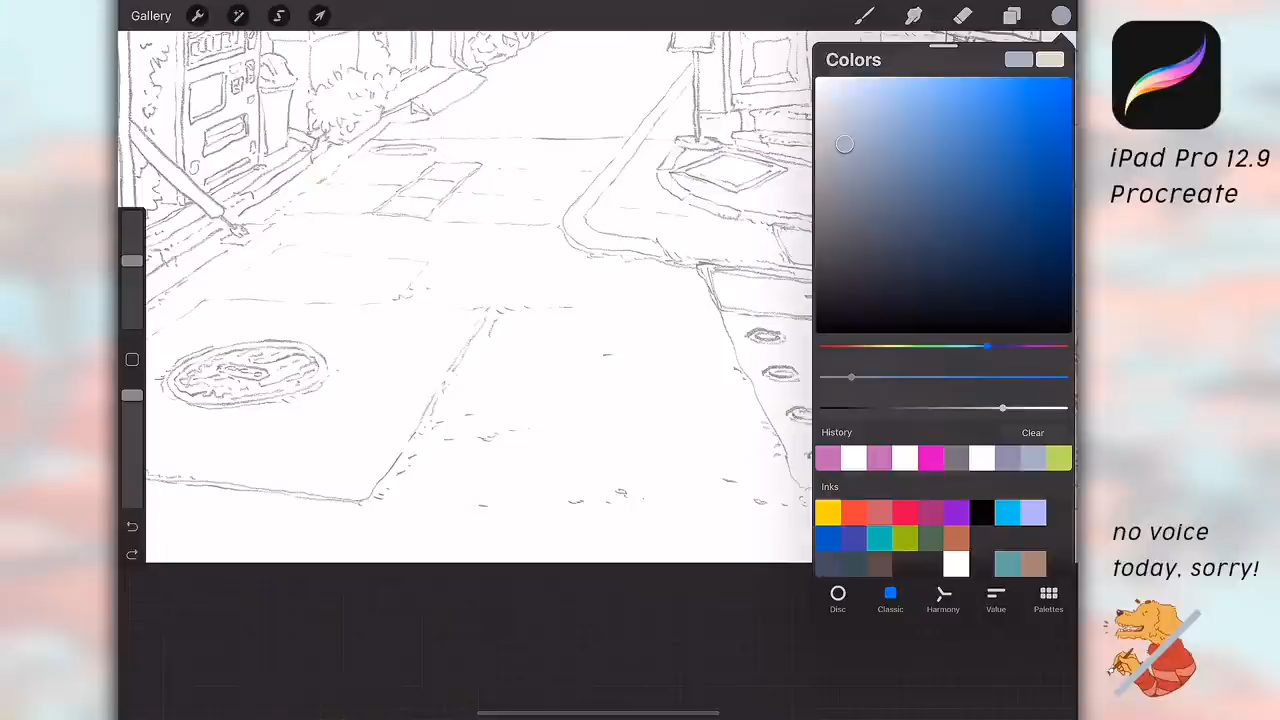 Gallery
Colors
History
Clear
Inks
Disc
Classic
Harmony
Value
Palettes
iPad Pro 12.9
Procreate
no voice
today, sorry!